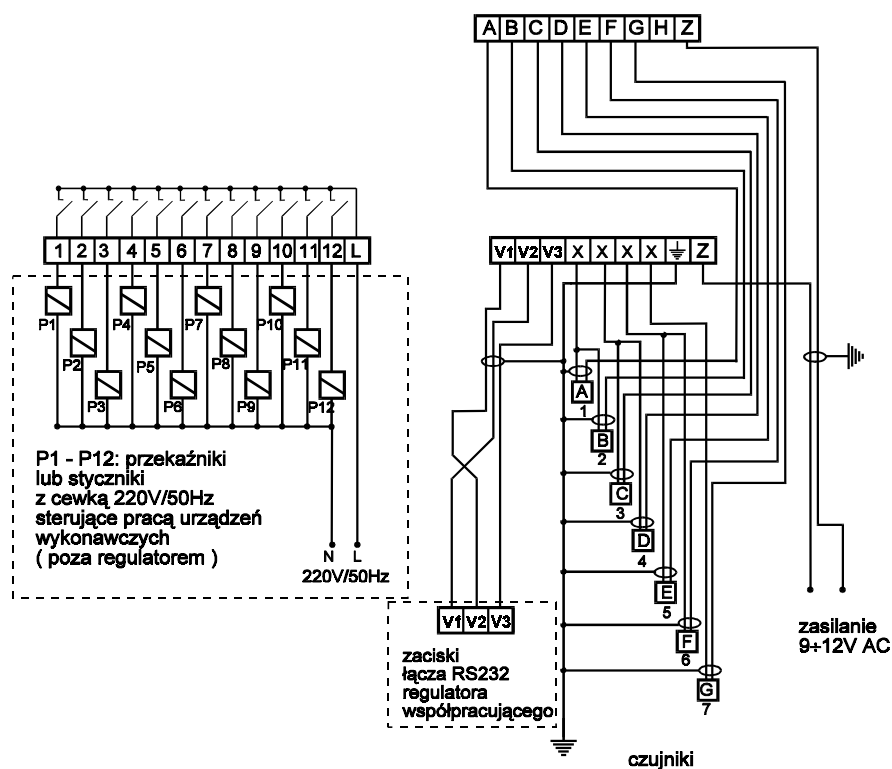 A B C D E F G H Z
1 2 3 4 5 6 7 8 9 10 11 12 L
V1 V2 V3 X X X X Z
P1 P4 P7 P10
P2 P5 P8 P11
P3 P6 P9 P12
A
1
B
2
C
3
D
4
E
5
F
6
G
7
P1 - P12: przekaźniki
lub styczniki
z cewką 220V/50Hz
sterujące pracą urządzeń
wykonawczych
( poza regulatorem )
N L
220V/50Hz
V1 V2 V3
zaciski
łącza RS232
regulatora
współpracującego
zasilanie
9÷12V AC
czujniki